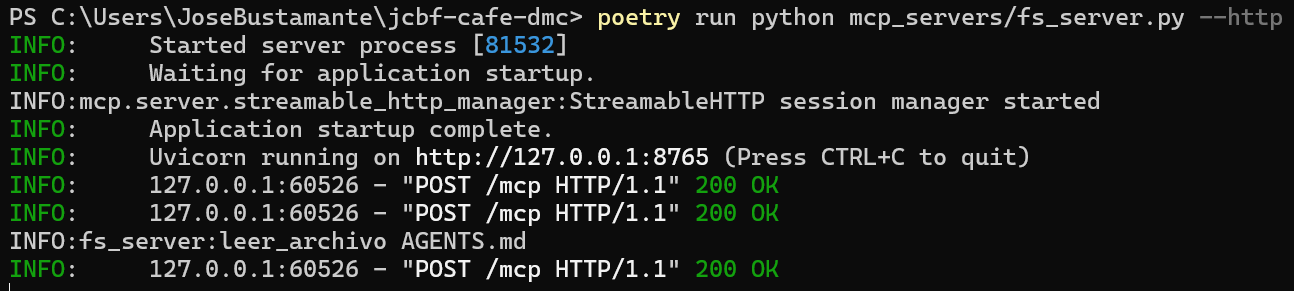 PS C:\Users\JoseBustamante\jcbf-cafe-dmc> poetry run python mcp_servers/fs_server.py --http
INFO:     Started server process [81532]
INFO:     Waiting for application startup.
INFO:mcp.server.streamable_http_manager:StreamableHTTP session manager started
INFO:     Application startup complete.
INFO:     Uvicorn running on http://127.0.0.1:8765 (Press CTRL+C to quit)
INFO:     127.0.0.1:60526 - "POST /mcp HTTP/1.1" 200 OK
INFO:     127.0.0.1:60526 - "POST /mcp HTTP/1.1" 200 OK
INFO:fs_server:leer_archivo AGENTS.md
INFO:     127.0.0.1:60526 - "POST /mcp HTTP/1.1" 200 OK